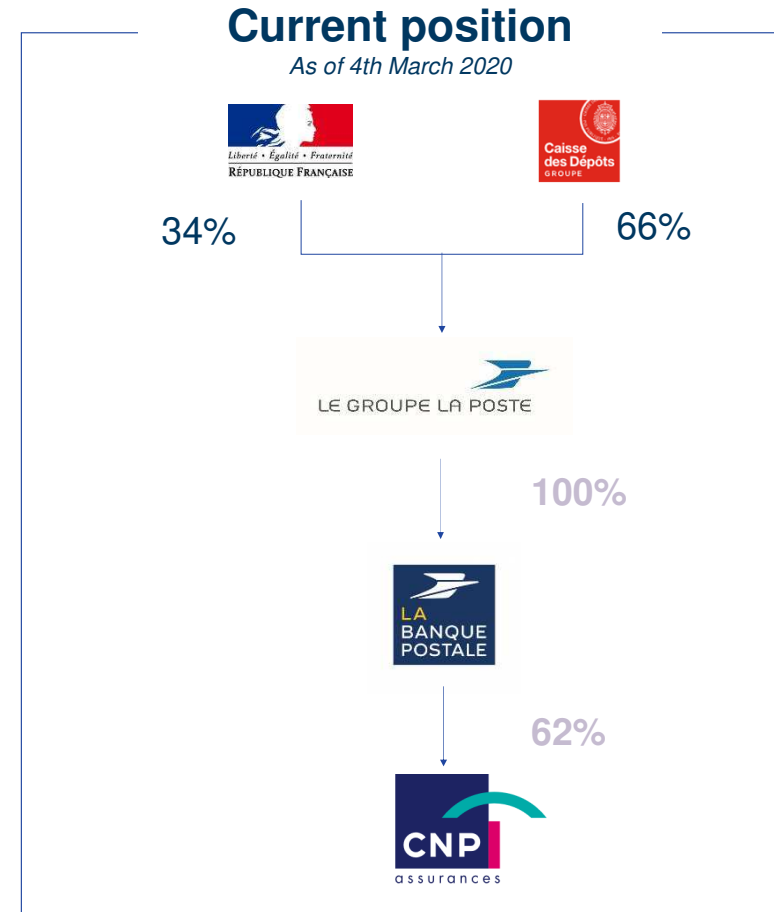 Current position
As of 4th March 2020
Liberté • Égalité • Fraternité
RÉPUBLIQUE FRANÇAISE
Caisse
des Dépôts
GROUPE
34%
66%
LE GROUPE LA POSTE
100%
LA
BANQUE
POSTALE
62%
CNP
assurances